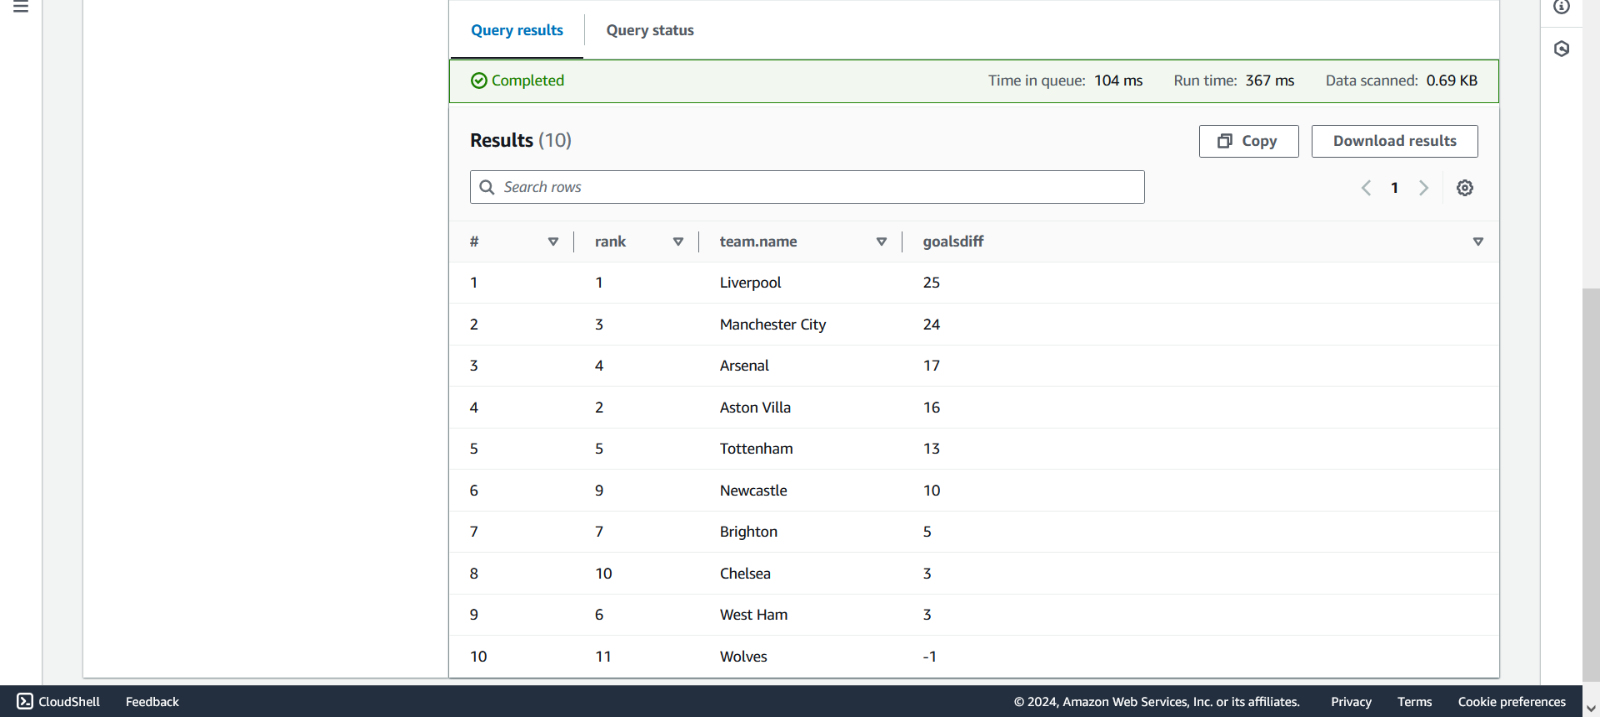 Query results Query status
Completed Time in queue: 104 ms Run time: 367 ms Data scanned: 0.69 KB
Results (10) Copy Download results
Search rows 1
# rank team.name goalsdiff
1 1 Liverpool 25
2 3 Manchester City 24
3 4 Arsenal 17
4 2 Aston Villa 16
5 5 Tottenham 13
6 9 Newcastle 10
7 7 Brighton 5
8 10 Chelsea 3
9 6 West Ham 3
10 11 Wolves -1
CloudShell Feedback © 2024, Amazon Web Services, Inc. or its affiliates. Privacy Terms Cookie preferences